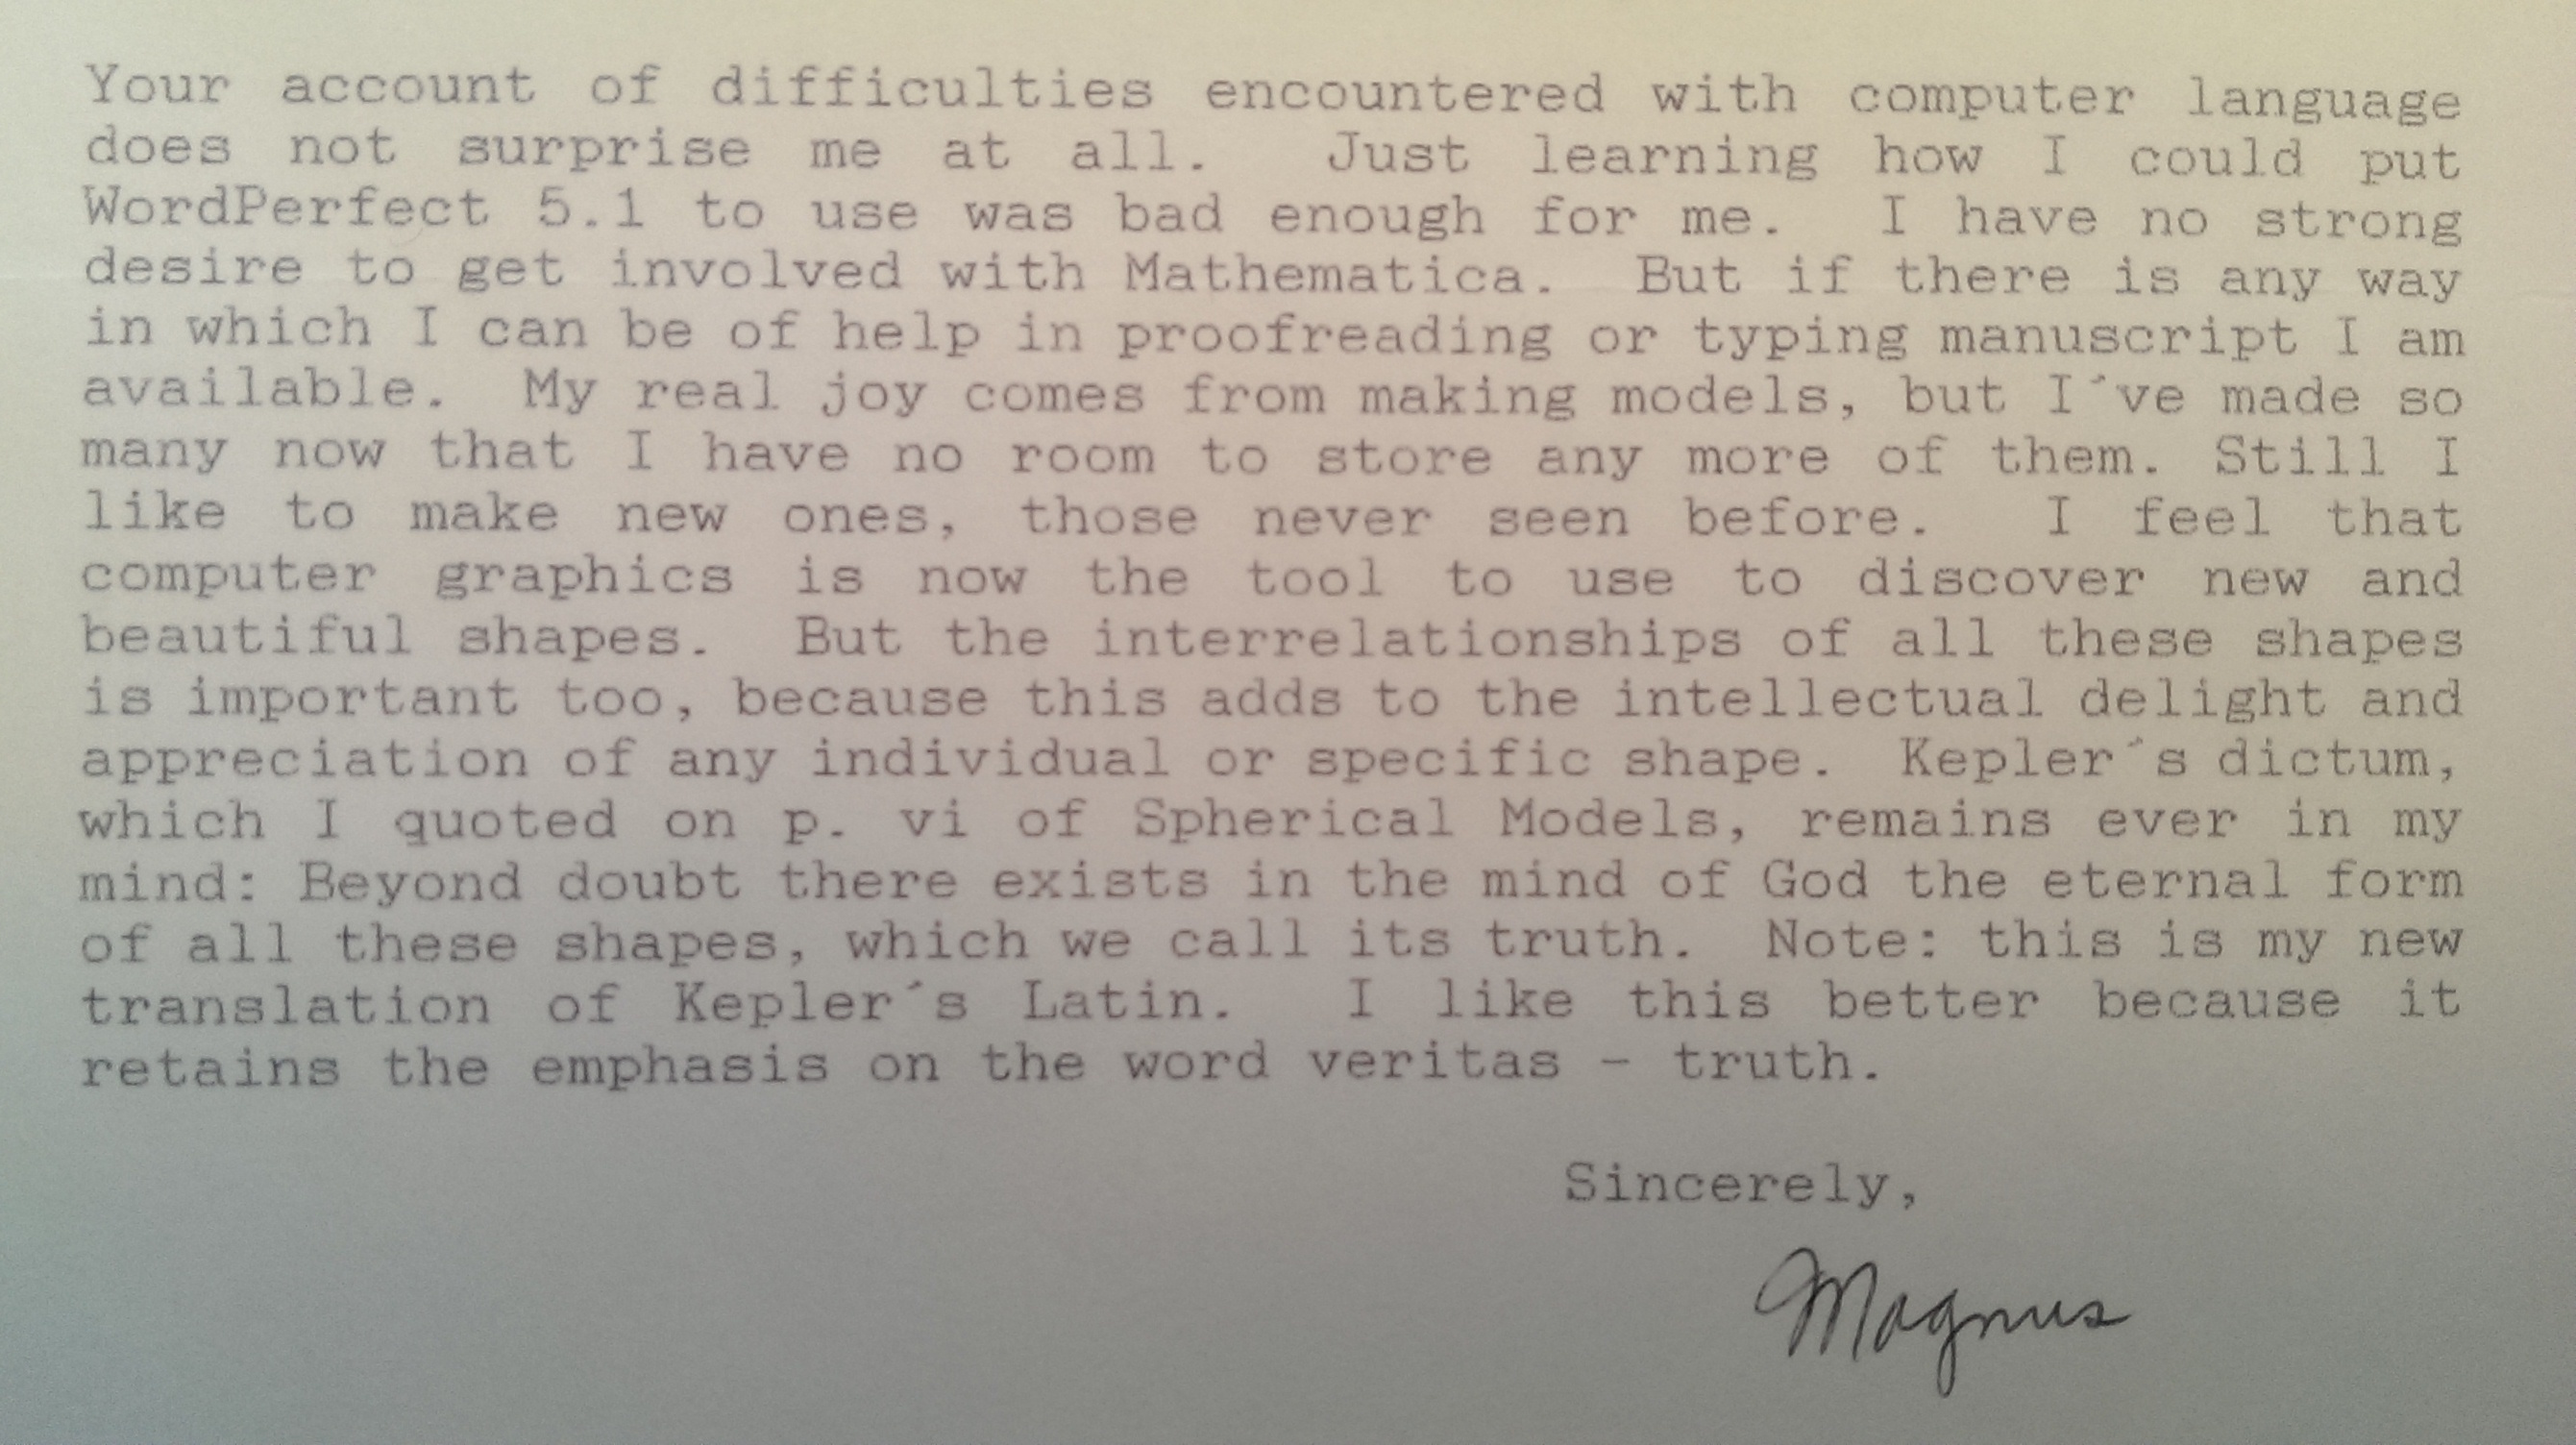 Your account of difficulties encountered with computer language
does not surprise me at all. Just learning how I could put
WordPerfect 5.1 to use was bad enough for me. I have no strong
desire to get involved with Mathematica. But if there is any way
in which I can be of help in proofreading or typing manuscript I am
available. My real joy comes from making models, but I´ve made so
many now that I have no room to store any more of them. Still I
like to make new ones, those never seen before. I feel that
computer graphics is now the tool to use to discover new and
beautiful shapes. But the interrelationships of all these shapes
is important too, because this adds to the intellectual delight and
appreciation of any individual or specific shape. Kepler´s dictum,
which I quoted on p. vi of Spherical Models, remains ever in my
mind: Beyond doubt there exists in the mind of God the eternal form
of all these shapes, which we call its truth. Note: this is my new
translation of Kepler´s Latin. I like this better because it
retains the emphasis on the word veritas - truth.
Sincerely,
Magnus